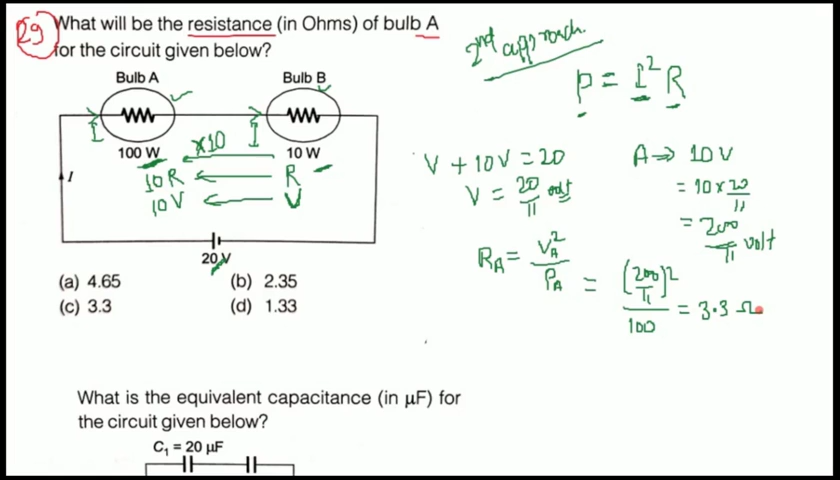 29
What will be the resistance (in Ohms) of bulb A
for the circuit given below?
Bulb A Bulb B
I I
100 W ×10 10 W
I 10R R
10V V
20 V
(a) 4.65 (b) 2.35
(c) 3.3 (d) 1.33
2nd approach
P = I²R
V + 10V = 20
V = 20/11 volt
A ⇒ 10V
= 10 × 20/11
= 200/11 volt
R_A = V_A²/P_A = (200/11)²/100 = 3.3 Ω
What is the equivalent capacitance (in μF) for
the circuit given below?
C₁ = 20 μF